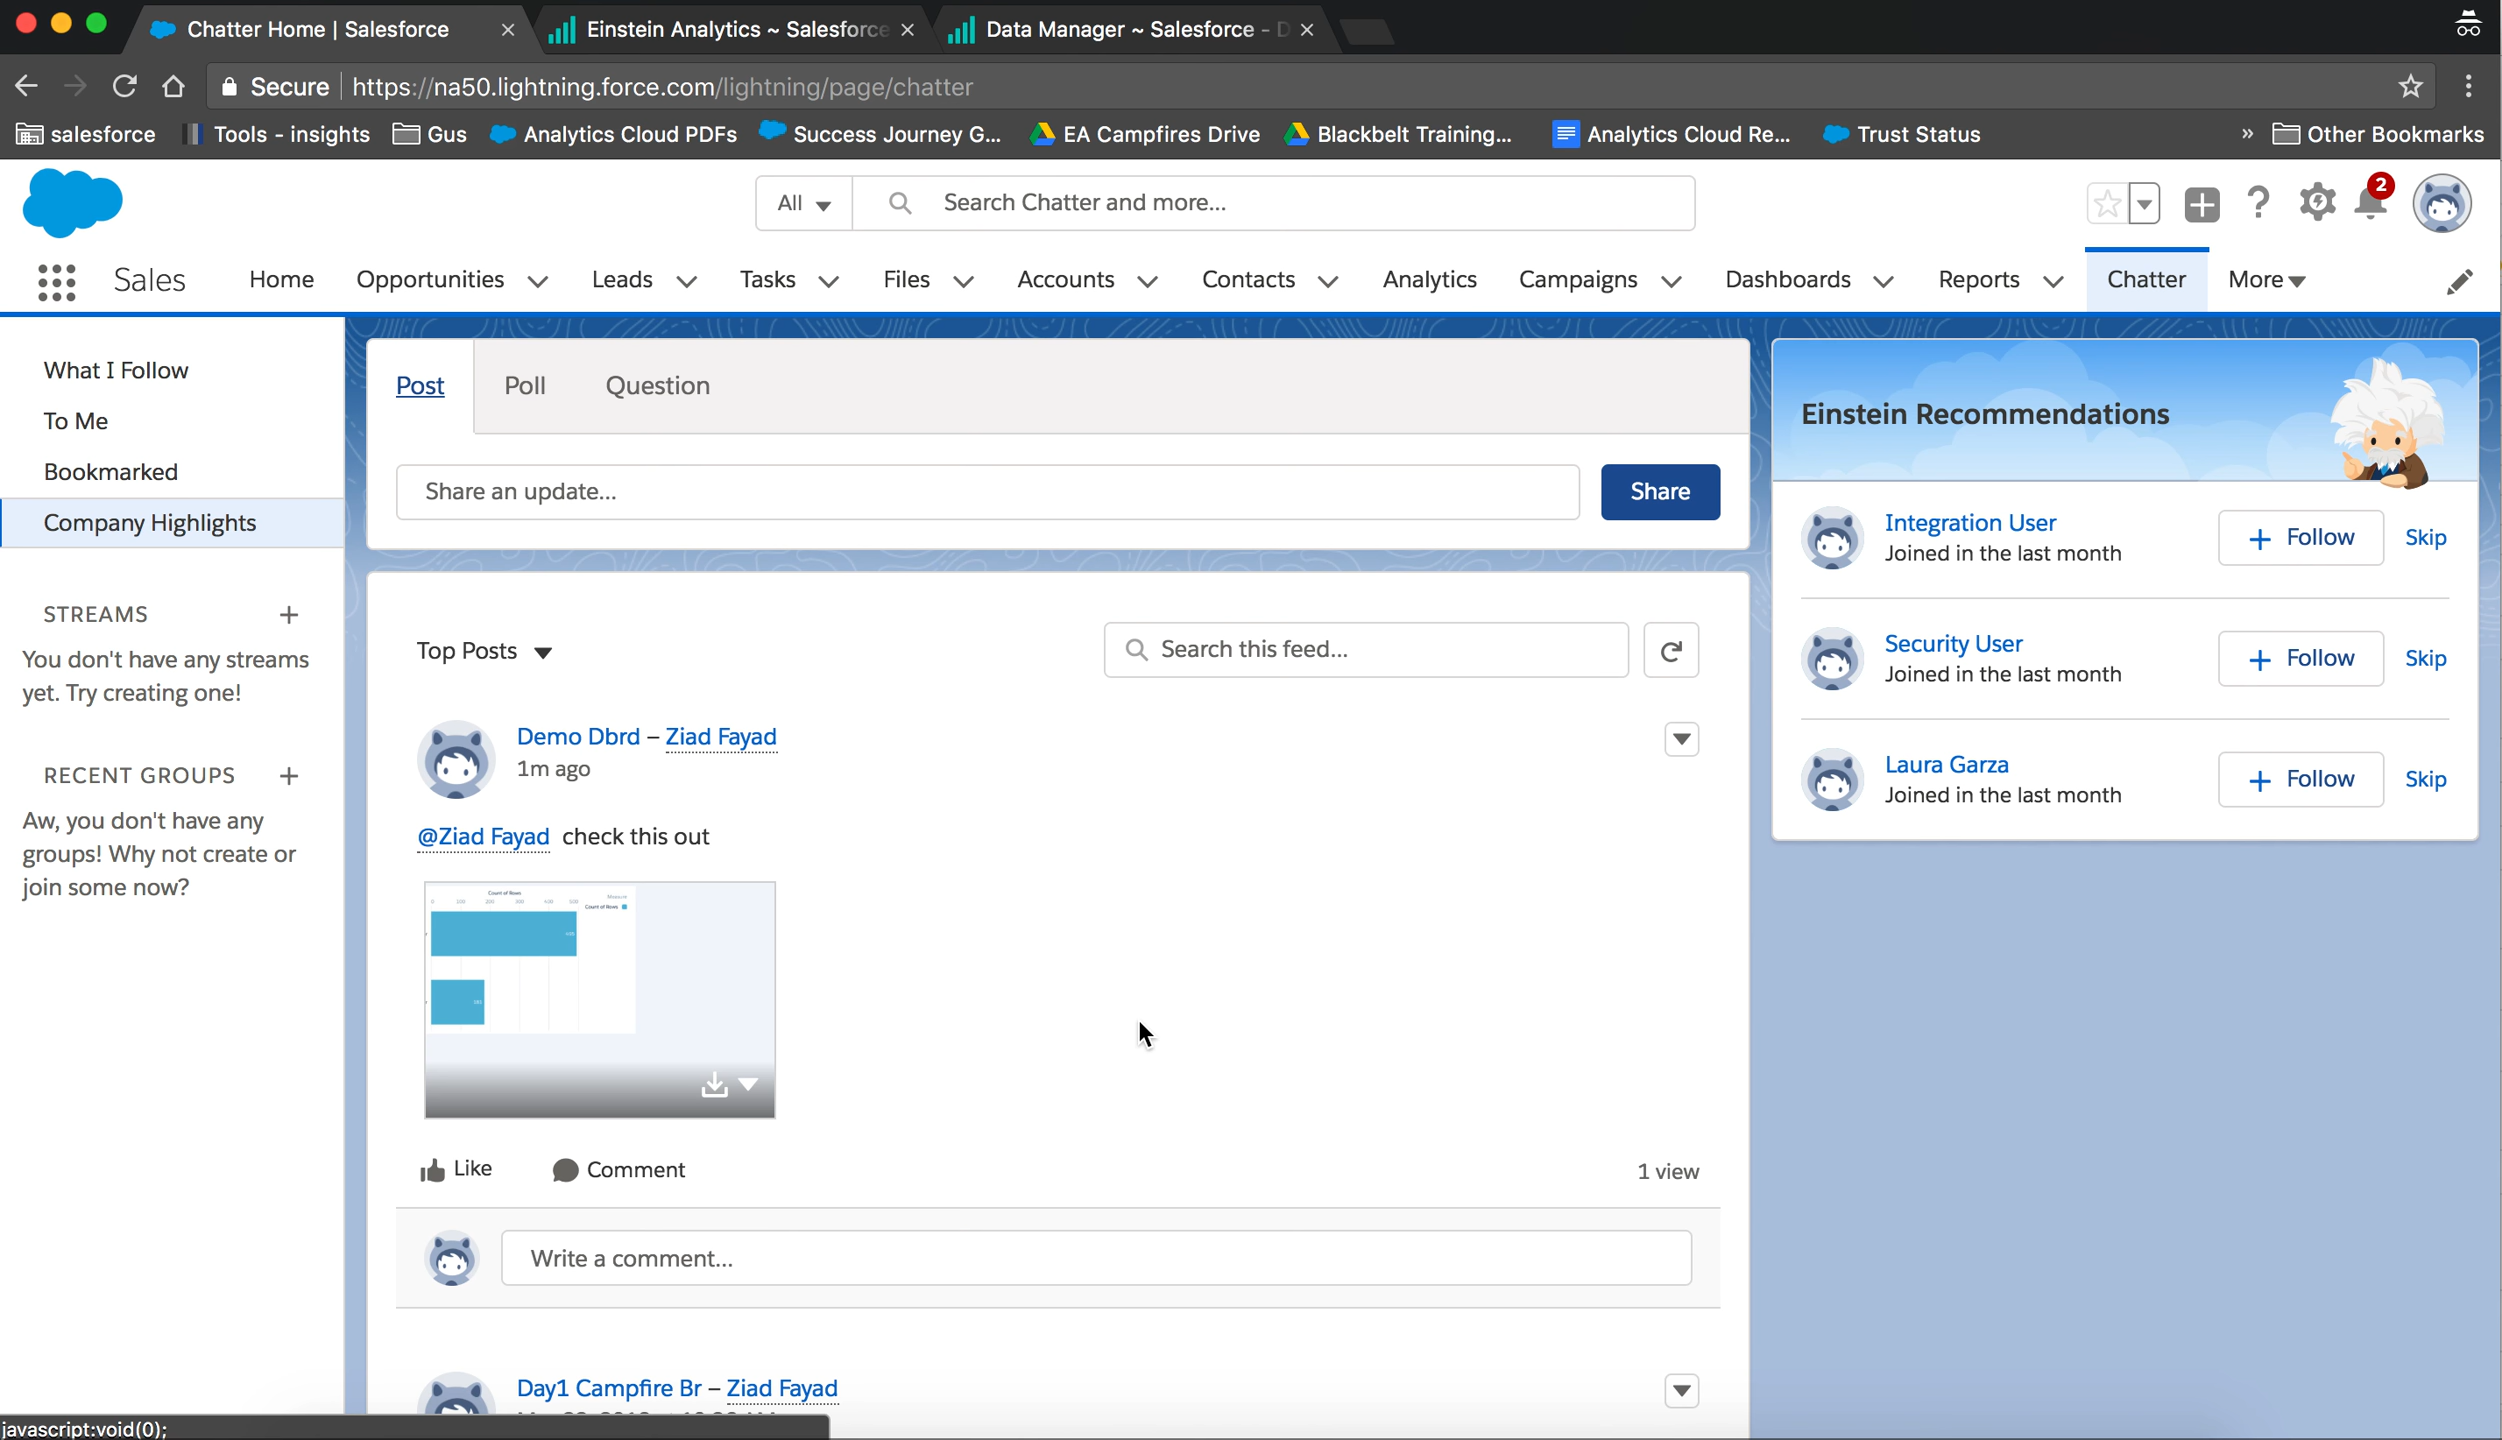 Chatter Home | Salesforce
Einstein Analytics ~ Salesforce
Data Manager ~ Salesforce - D
Secure https://na50.lightning.force.com/lightning/page/chatter
salesforce Tools - insights Gus Analytics Cloud PDFs Success Journey G... EA Campfires Drive Blackbelt Training... Analytics Cloud Re... Trust Status » Other Bookmarks
All Search Chatter and more... 2
Sales Home Opportunities Leads Tasks Files Accounts Contacts Analytics Campaigns Dashboards Reports Chatter More
What I Follow
To Me
Bookmarked
Company Highlights
STREAMS
You don't have any streams
yet. Try creating one!
RECENT GROUPS
Aw, you don't have any
groups! Why not create or
join some now?
Post Poll Question
Share an update... Share
Top Posts Search this feed...
Demo Dbrd – Ziad Fayad
1m ago
@Ziad Fayad check this out
Count of Rows
0 100 200 300 400 500
Count of Rows
Like Comment 1 view
Write a comment...
Day1 Campfire Br – Ziad Fayad
Einstein Recommendations
Integration User
Joined in the last month
Follow Skip
Security User
Joined in the last month
Follow Skip
Laura Garza
Joined in the last month
Follow Skip
javascript:void(0);